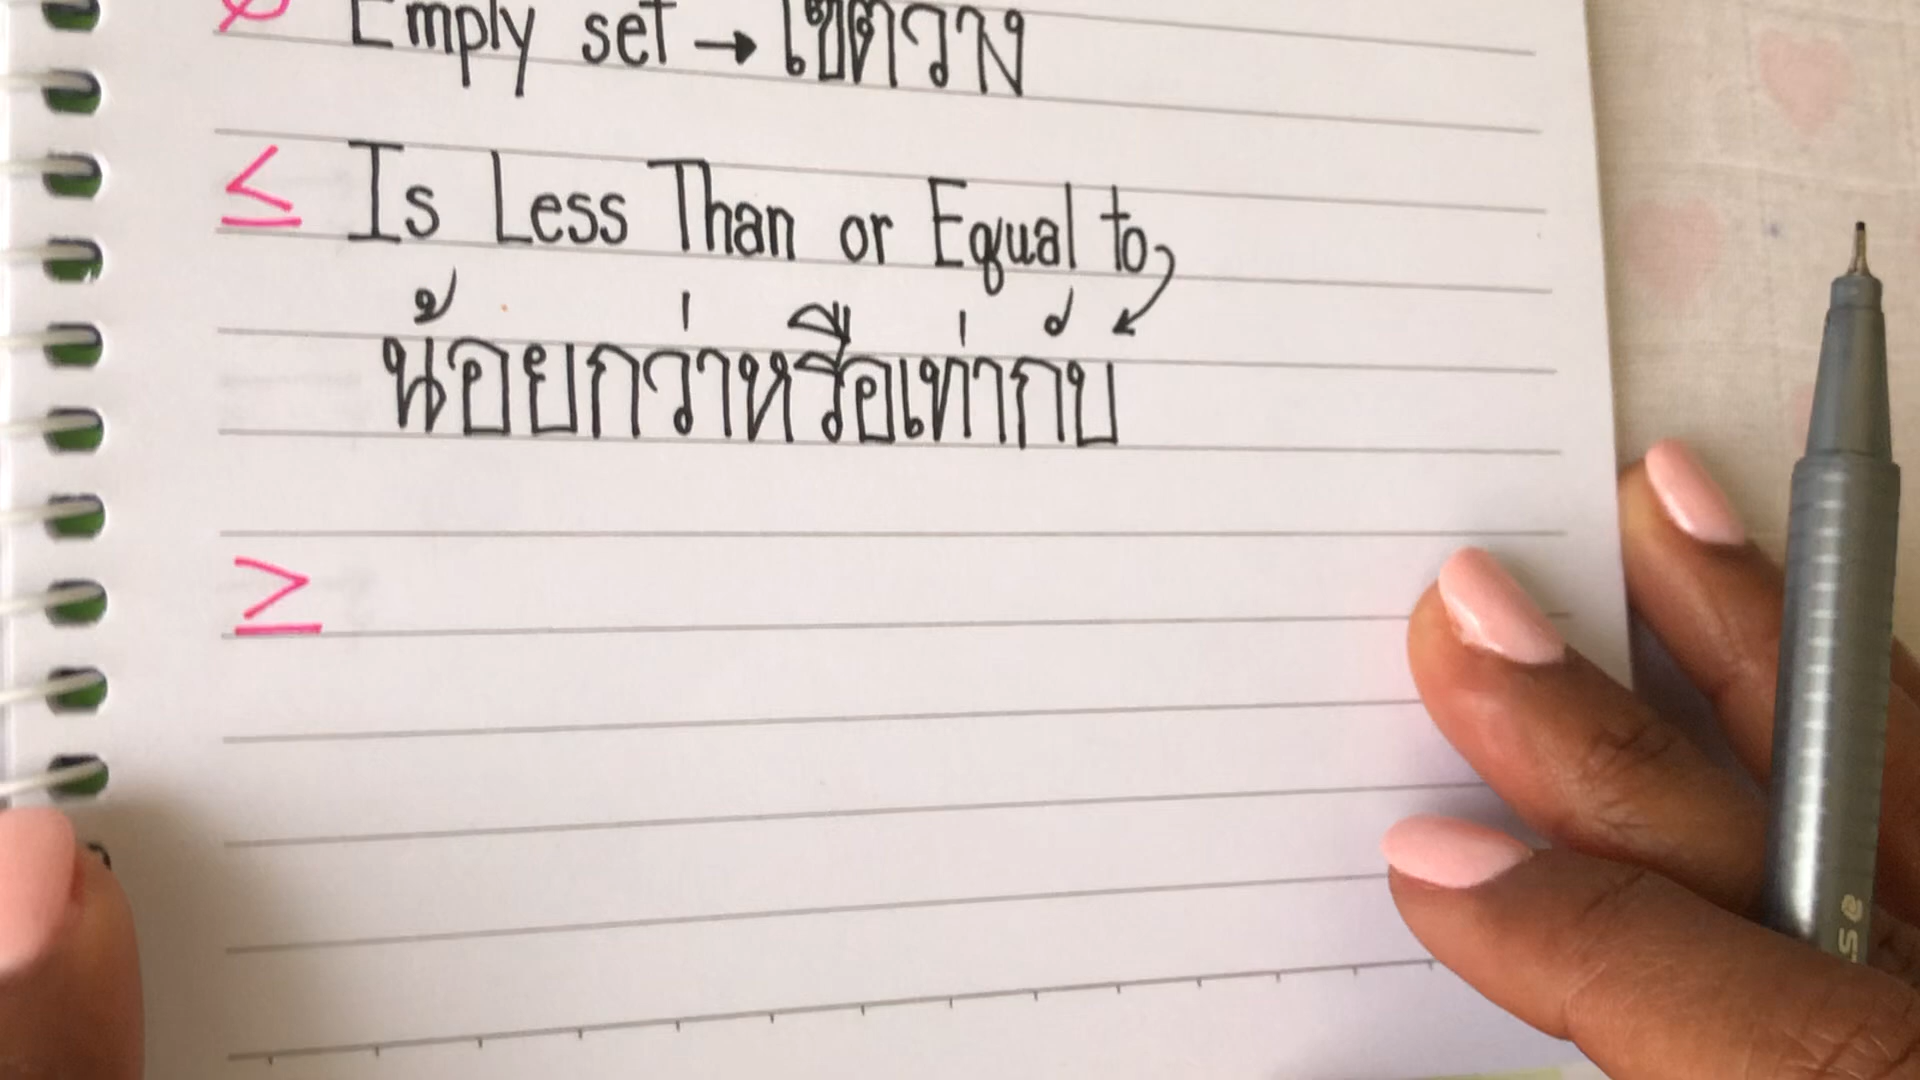 ∅ Emply set → เซตว่าง
≤ Is Less Than or Equal to
น้อยกว่าหรือเท่ากับ
≥